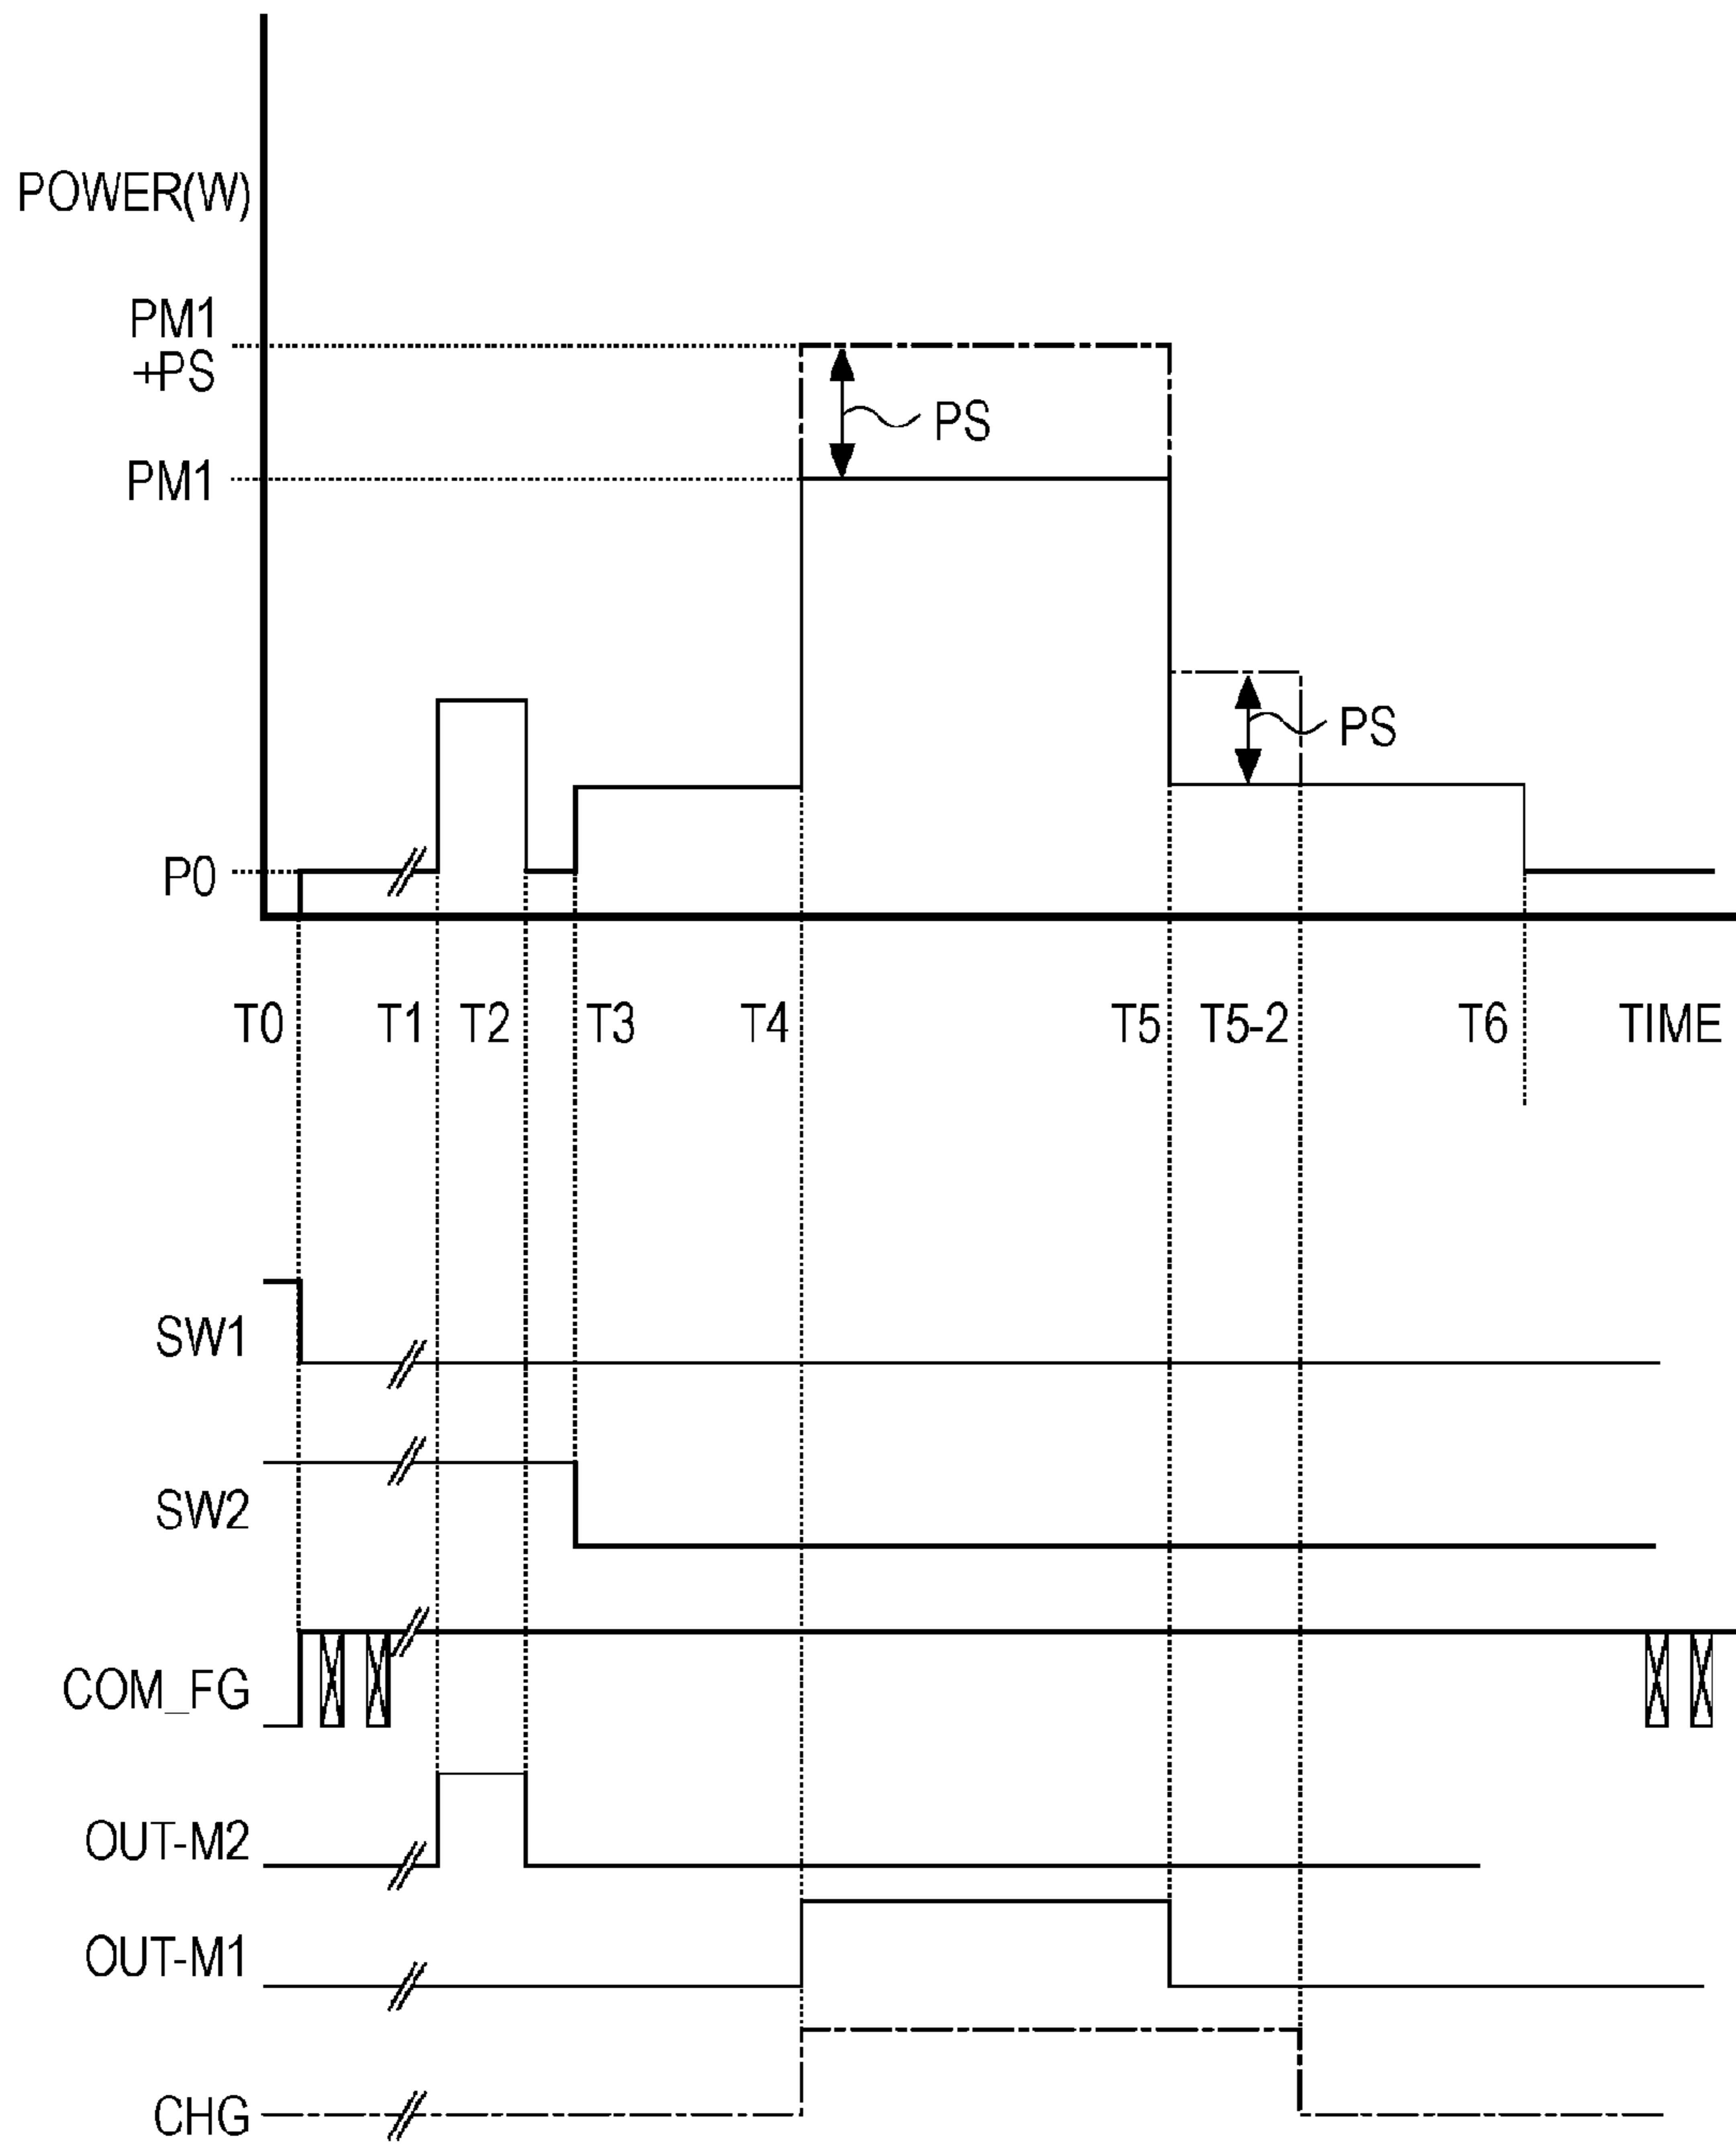 POWER(W)
PM1
+PS
PS
PM1
PS
P0
T0 T1 T2 T3 T4 T5 T5-2 T6 TIME
SW1
SW2
COM_FG
OUT-M2
OUT-M1
CHG